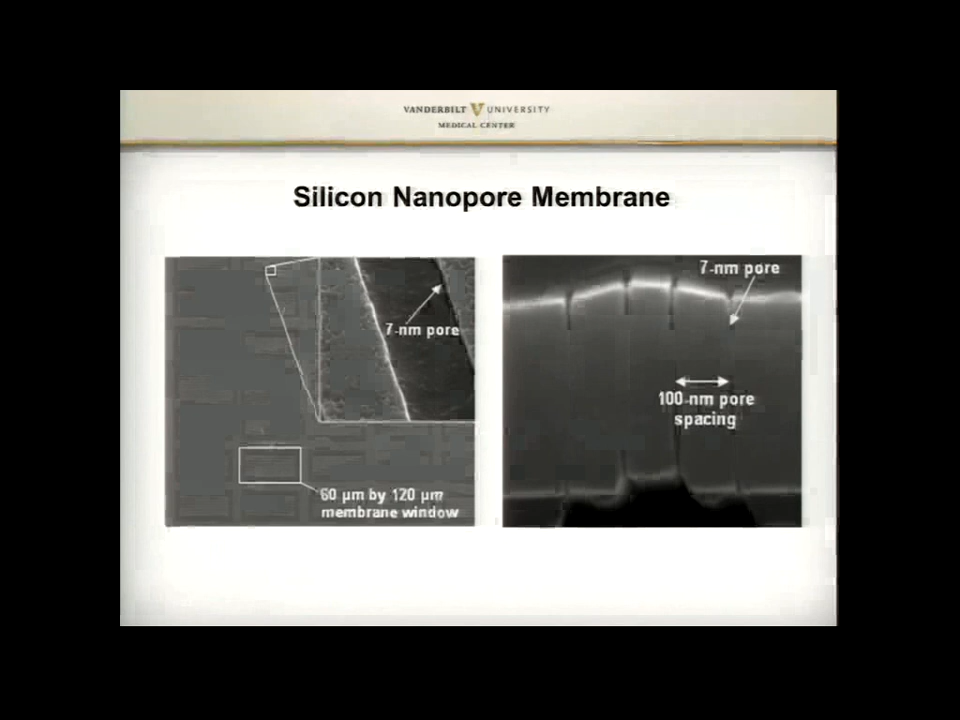 VANDERBILT V UNIVERSITY
MEDICAL CENTER
Silicon Nanopore Membrane
7-nm pore
60 µm by 120 µm
membrane window
7-nm pore
100-nm pore
spacing